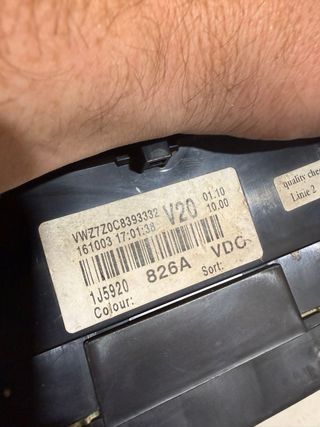 VWZ7Z0C8393332
161003 17:01:38
V20
01.10
10.00
1J5920 826A VDO
Colour: Sort:
quality che
Linie 2